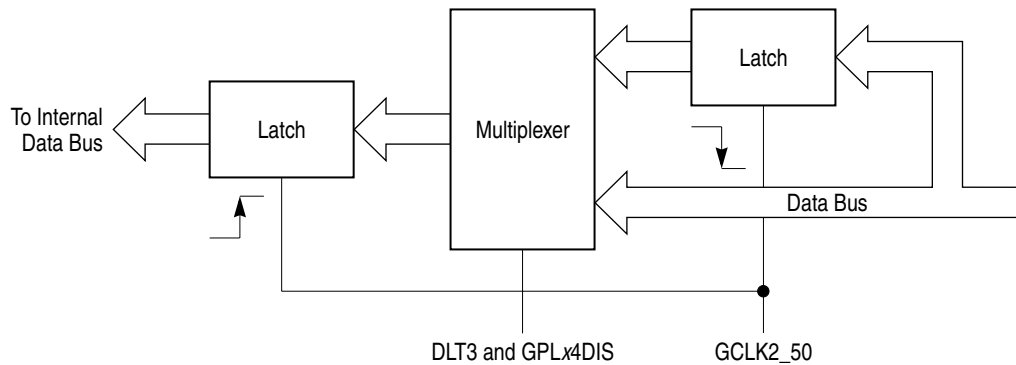 To Internal
Data Bus
Latch
Multiplexer
Latch
Data Bus
DLT3 and GPLx4DIS
GCLK2_50